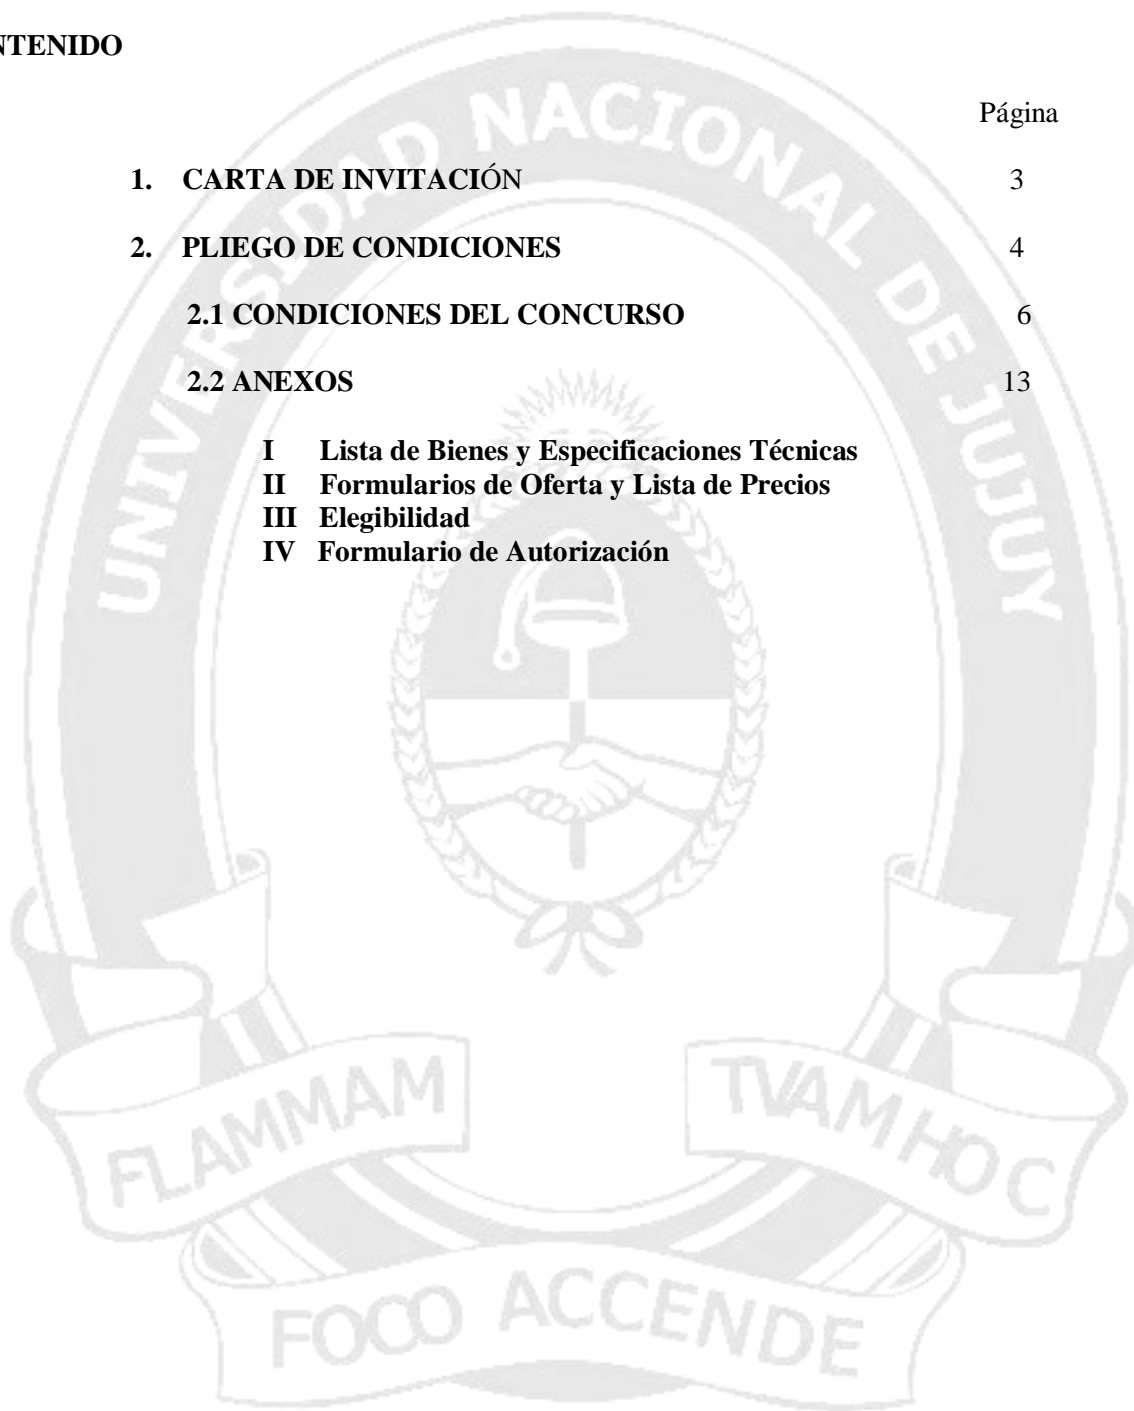 NTENIDO
Página
1. CARTA DE INVITACIÓN 3
2. PLIEGO DE CONDICIONES 4
2.1 CONDICIONES DEL CONCURSO 6
2.2 ANEXOS 13
I Lista de Bienes y Especificaciones Técnicas
II Formularios de Oferta y Lista de Precios
III Elegibilidad
IV Formulario de Autorización
UNIVERSIDAD NACIONAL DE JUJUY
FLAMMAM TVAM HOC
FOCO ACCENDE